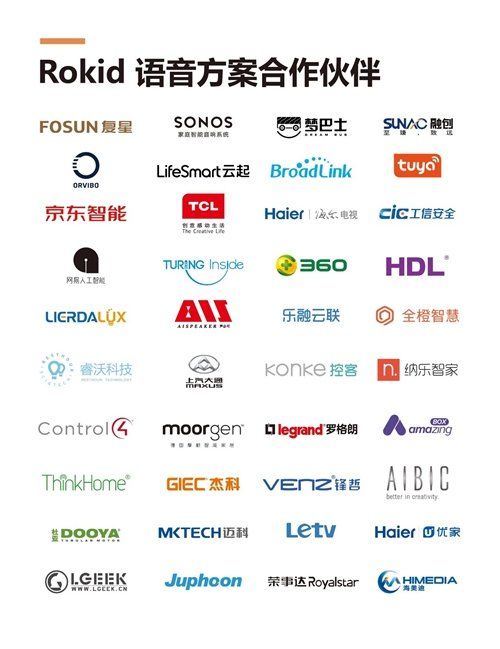 Rokid 语音方案合作伙伴
FOSUN 复星
SONOS
家庭智能音响系统
梦巴士
DREAM BUS
SUNAC 融创
至臻,致远
ORVIBO
LifeSmart 云起
BroadLink
tuya
京东智能
TCL
创意感动生活
The Creative Life
Haier 海尔电视
CIC 工信安全
网易人工智能
TURING Inside
360
HDL®
LIERDALUX
AIS
AISPEAKER
乐融云联
全橙智慧
睿沃科技
RESTHOUR TECHNOLOGY
上汽大通
MAXUS
KONKE 控客
n. 纳乐智家
Control4
moorgen
德国摩根智能家居
legrand 罗格朗
BOX
amazing
ThinkHome
GIEC 杰科
VENZ 锋哲
AIBIC
better in creativity.
杜亚 DOOYA
TUBULAR MOTOR
MKTECH 迈科
Letv
Haier U 优家
LGEEK
WWW.LGEEK.CN
Juphoon
荣事达 Royalstar
HIMEDIA
海美迪